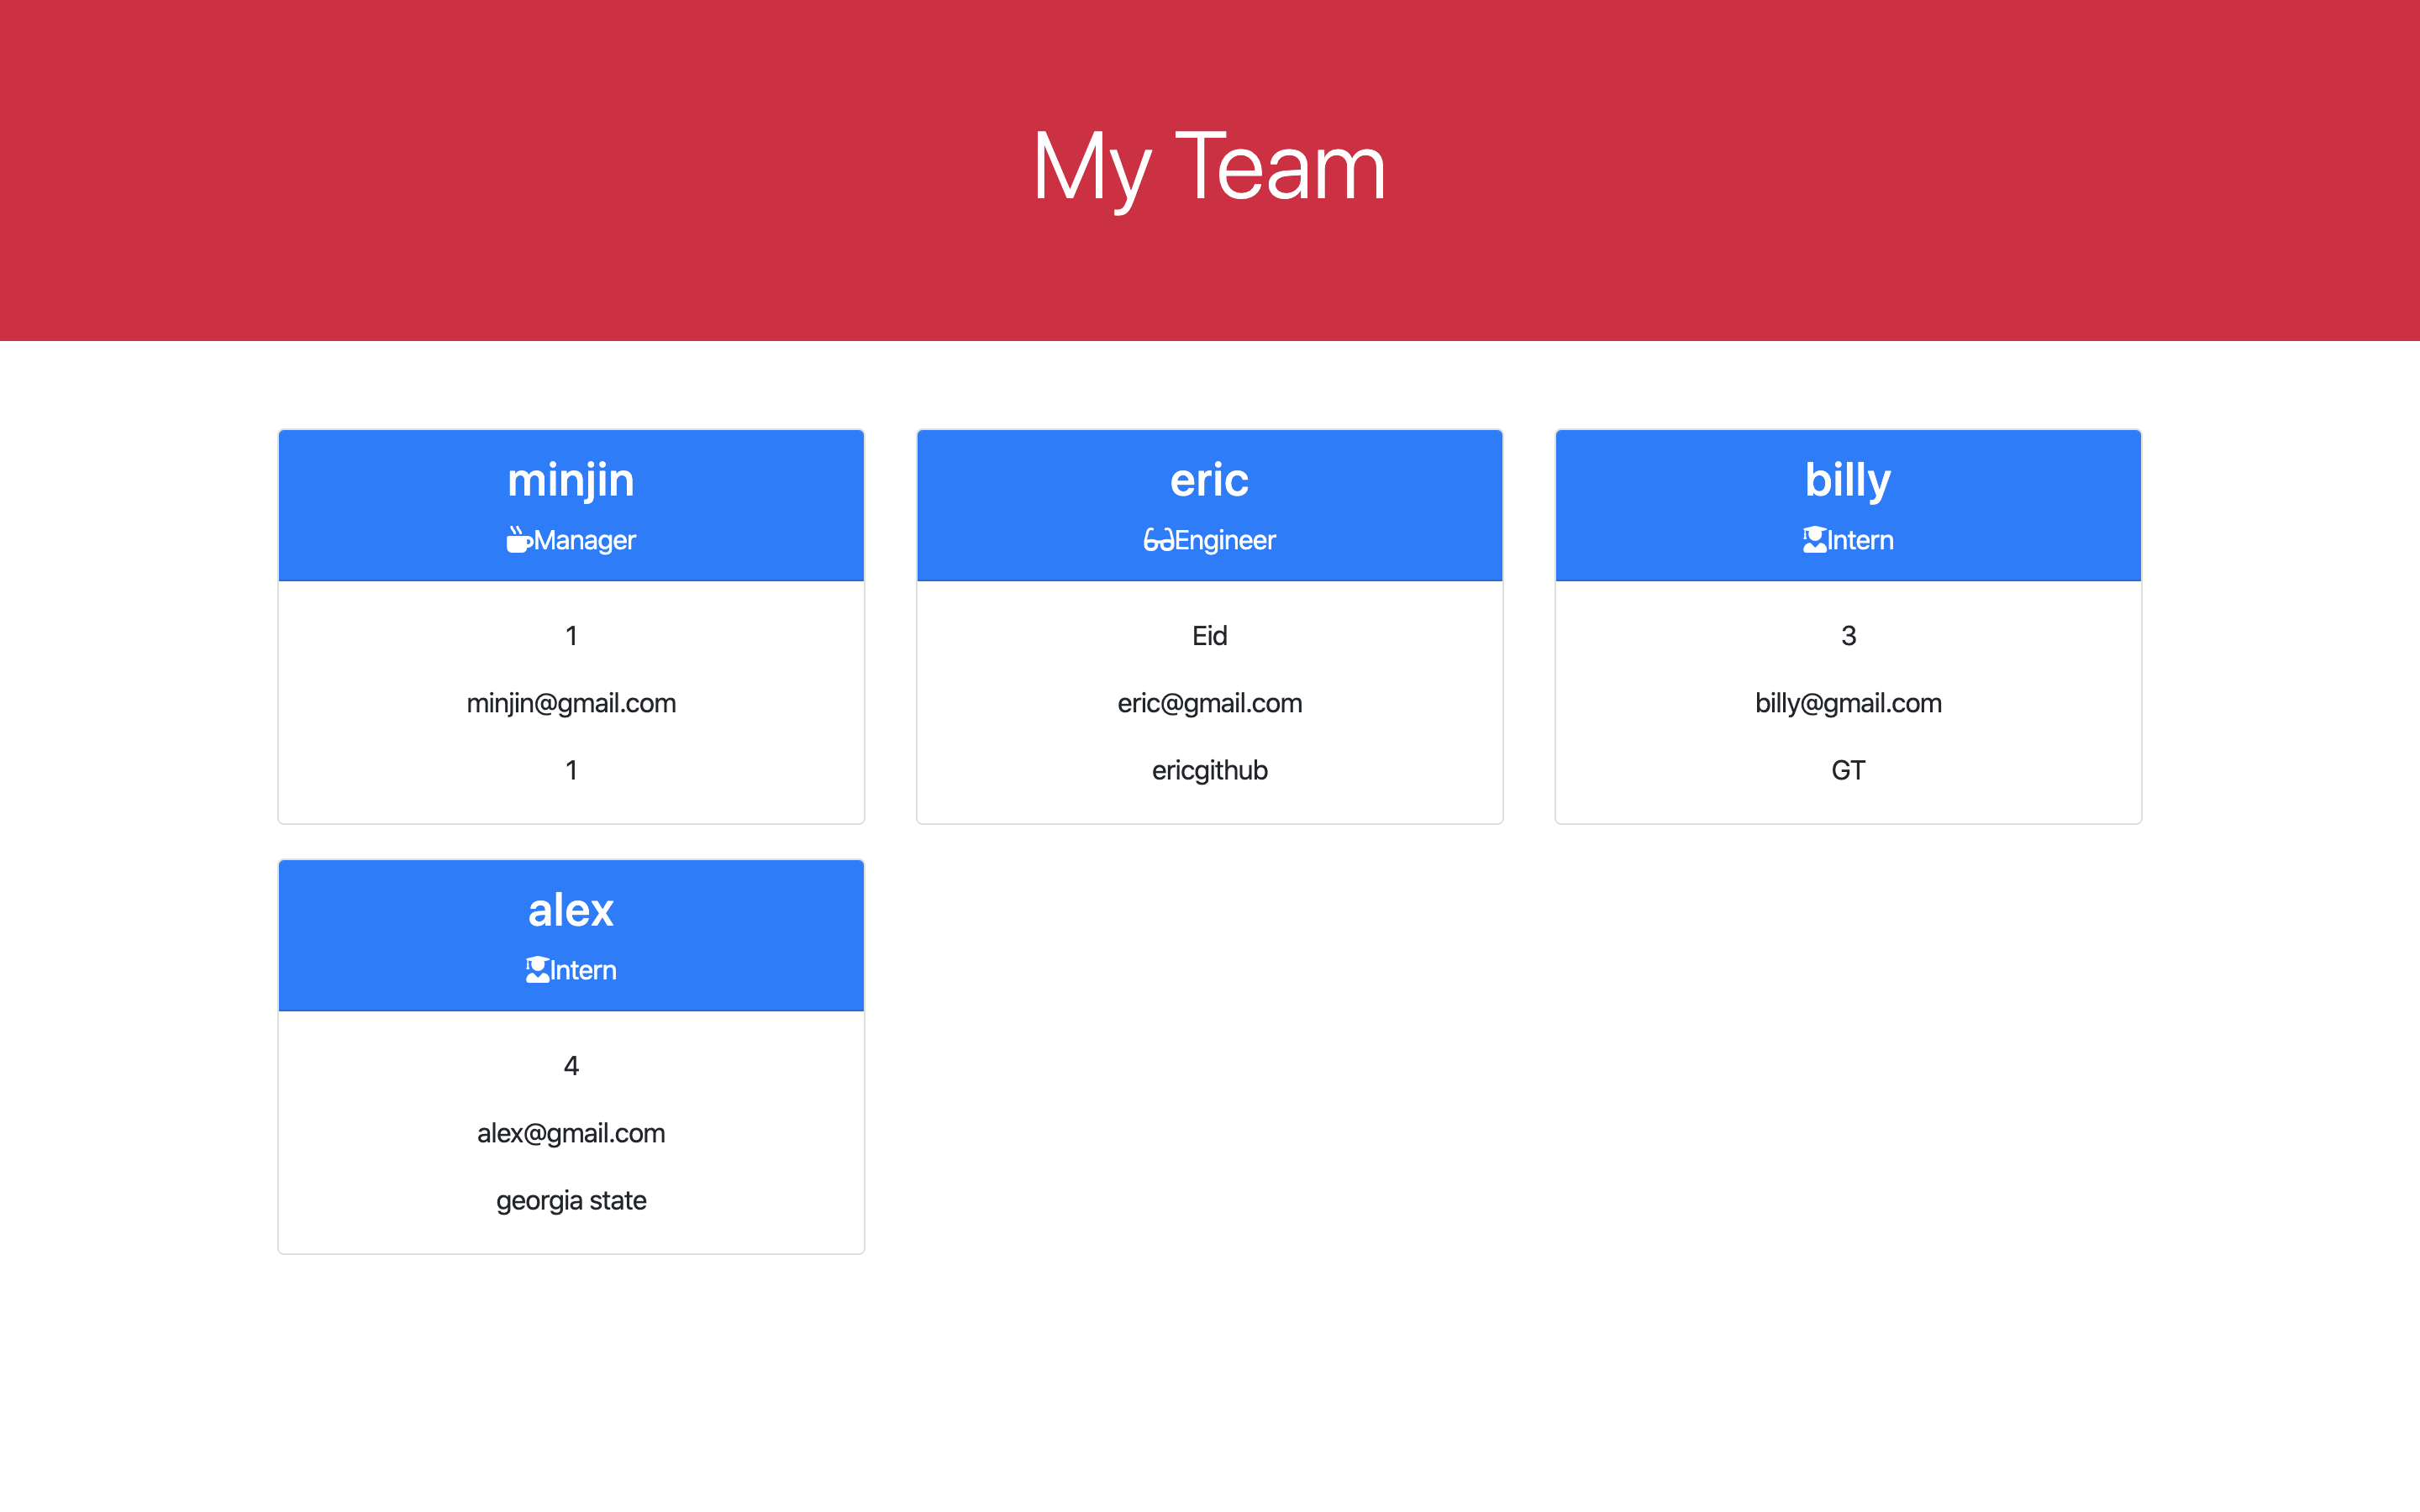 My Team
minjin
Manager
1
minjin@gmail.com
1
eric
Engineer
Eid
eric@gmail.com
ericgithub
billy
Intern
3
billy@gmail.com
GT
alex
Intern
4
alex@gmail.com
georgia state